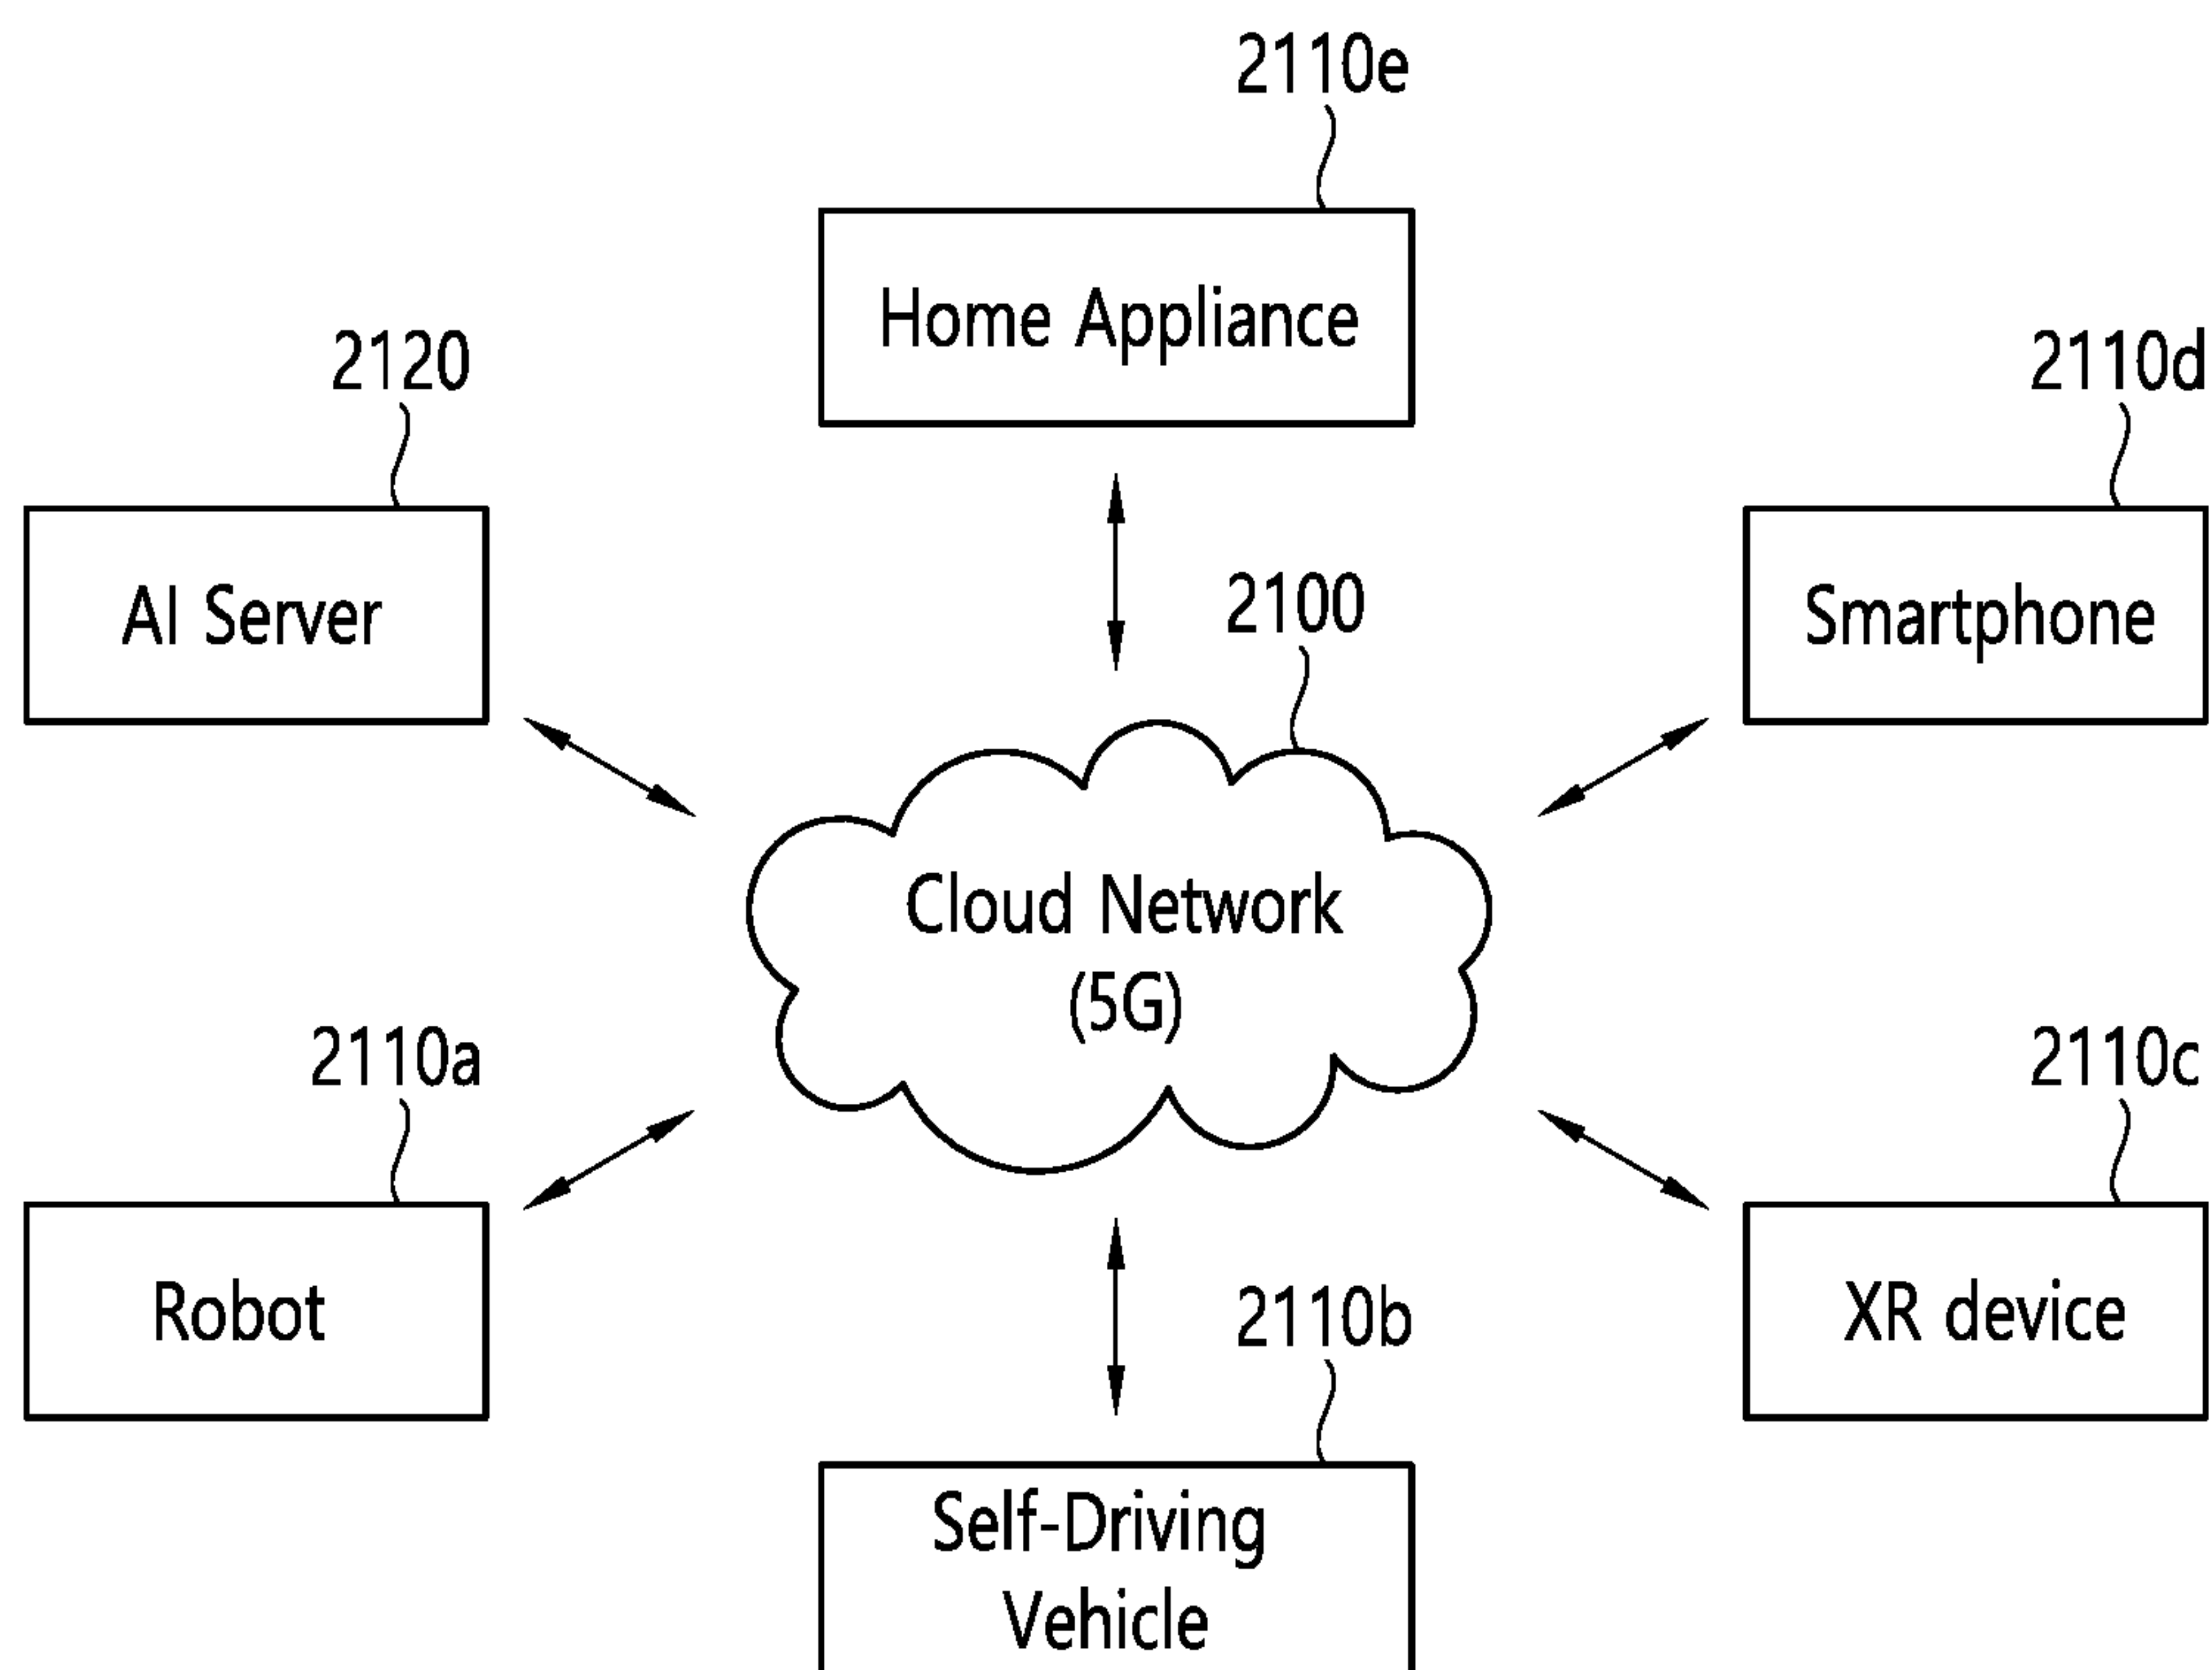 2110e
Home Appliance
2120
2110d
AI Server
Smartphone
2100
Cloud Network
(5G)
2110a
2110c
Robot
XR device
2110b
Self-Driving
Vehicle